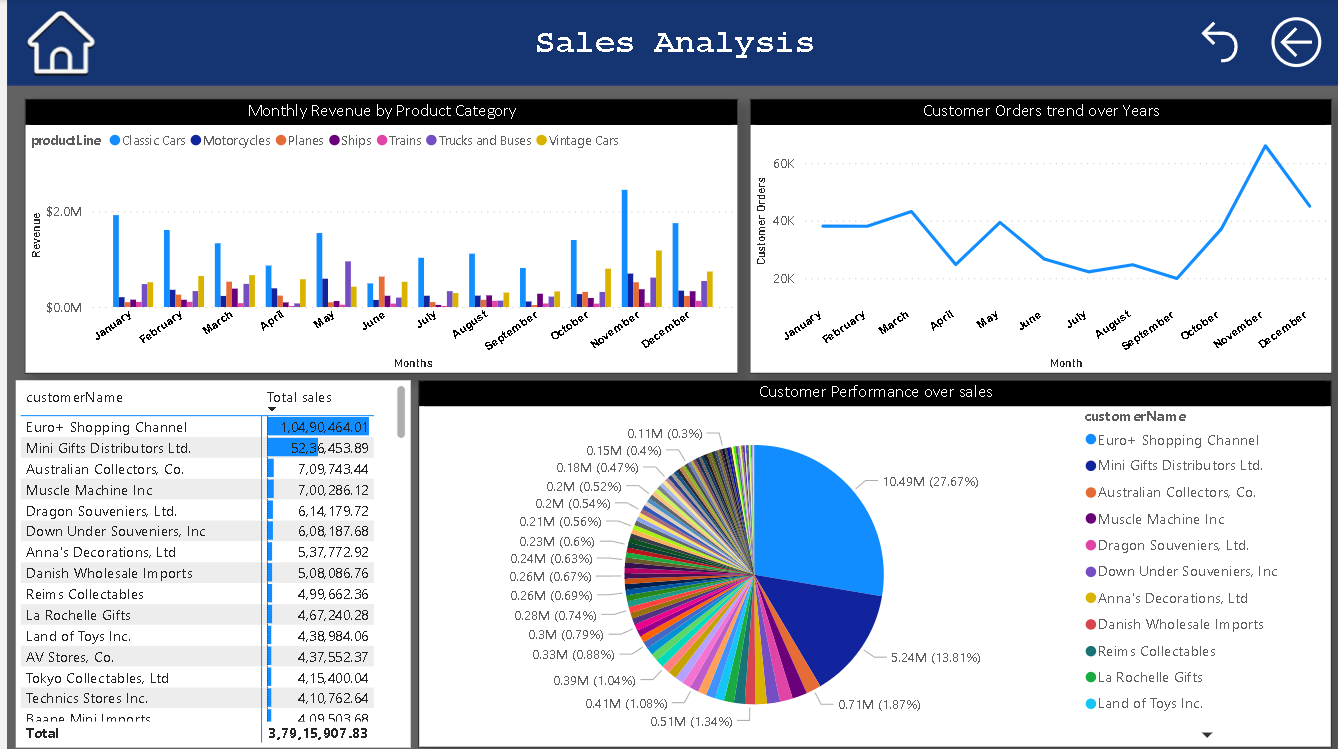 Sales Analysis
Monthly Revenue by Product Category
productLine Classic Cars Motorcycles Planes Ships Trains Trucks and Buses Vintage Cars
Revenue
$2.0M
$0.0M
January February March April May June July August September October November December
Months
Customer Orders trend over Years
Customer Orders
60K
40K
20K
January February March April May June July August September October November December
Month
customerName Total sales
Euro+ Shopping Channel 1,04,90,464.01
Mini Gifts Distributors Ltd. 52,36,453.89
Australian Collectors, Co. 7,09,743.44
Muscle Machine Inc 7,00,286.12
Dragon Souveniers, Ltd. 6,14,179.72
Down Under Souveniers, Inc 6,08,187.68
Anna's Decorations, Ltd 5,37,772.92
Danish Wholesale Imports 5,08,086.76
Reims Collectables 4,99,662.36
La Rochelle Gifts 4,67,240.28
Land of Toys Inc. 4,38,984.06
AV Stores, Co. 4,37,552.37
Tokyo Collectables, Ltd 4,15,400.04
Technics Stores Inc. 4,10,762.64
Baane Mini Imports 4,09,503.68
Total 3,79,15,907.83
Customer Performance over sales
0.11M (0.3%)
0.15M (0.4%)
0.18M (0.47%)
0.2M (0.52%)
0.2M (0.54%)
0.21M (0.56%)
0.23M (0.6%)
0.24M (0.63%)
0.26M (0.67%)
0.26M (0.69%)
0.28M (0.74%)
0.3M (0.79%)
0.33M (0.88%)
0.39M (1.04%)
0.41M (1.08%)
0.51M (1.34%)
10.49M (27.67%)
5.24M (13.81%)
0.71M (1.87%)
customerName
Euro+ Shopping Channel
Mini Gifts Distributors Ltd.
Australian Collectors, Co.
Muscle Machine Inc
Dragon Souveniers, Ltd.
Down Under Souveniers, Inc
Anna's Decorations, Ltd
Danish Wholesale Imports
Reims Collectables
La Rochelle Gifts
Land of Toys Inc.